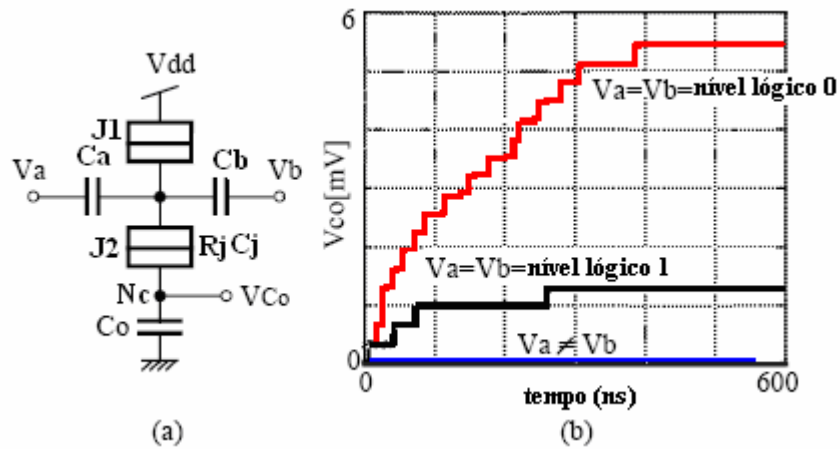 Vdd
J1
Va
Ca
Cb
Vb
J2
Rj Cj
Nc
VCo
Co
(a)
6
Vco[mV]
Va=Vb=nível lógico 0
Va=Vb=nível lógico 1
Va ≠ Vb
0
0
600
tempo (ns)
(b)